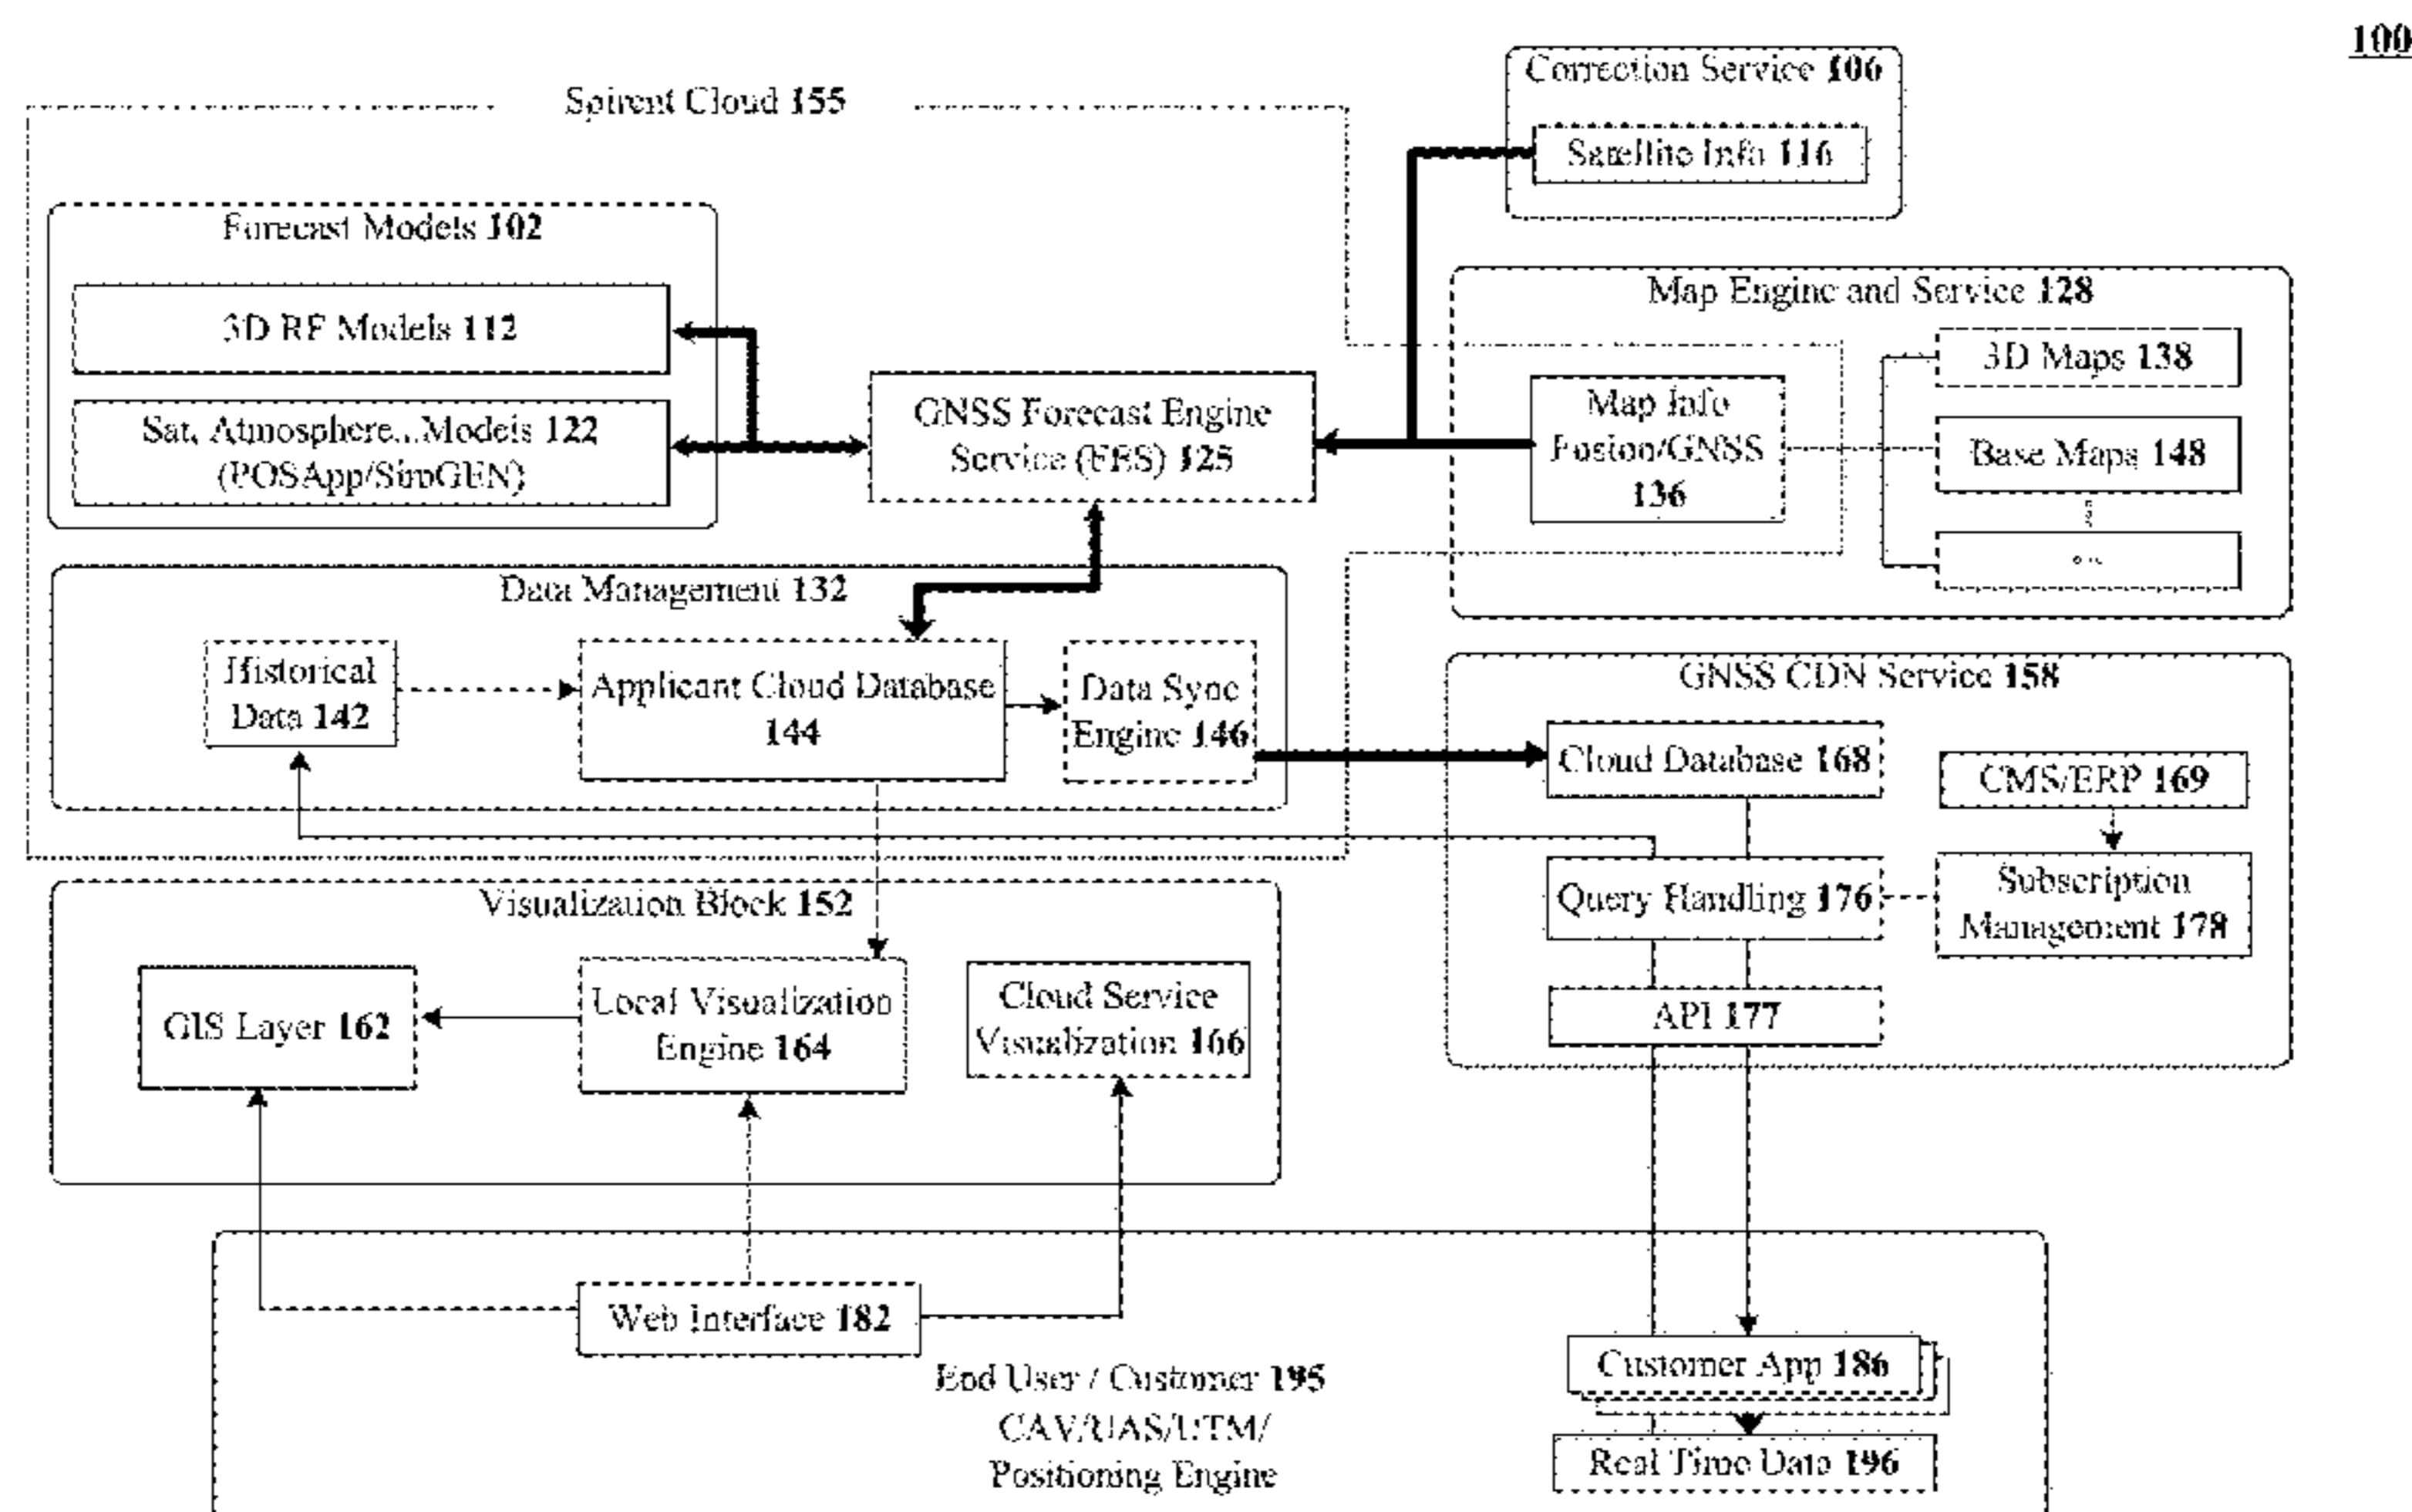 100
Spirent Cloud 155
Correction Service 106
Satellite Info 116
Forecast Models 102
3D RF Models 112
Sat, Atmosphere...Models 122
(POSApp/SimGEN)
GNSS Forecast Engine
Service (FES) 125
Map Engine and Service 128
Map Info
Fusion/GNSS
136
3D Maps 138
Base Maps 148
...
Data Management 132
Historical
Data 142
Applicant Cloud Database
144
Data Sync
Engine 146
GNSS CDN Service 158
Cloud Database 168
CMS/ERP 169
Query Handling 176
Subscription
Management 178
API 177
Visualization Block 152
GIS Layer 162
Local Visualization
Engine 164
Cloud Service
Visualization 166
Web Interface 182
End User / Customer 195
CAV/UAS/UTM/
Positioning Engine
Customer App 186
Real Time Data 196